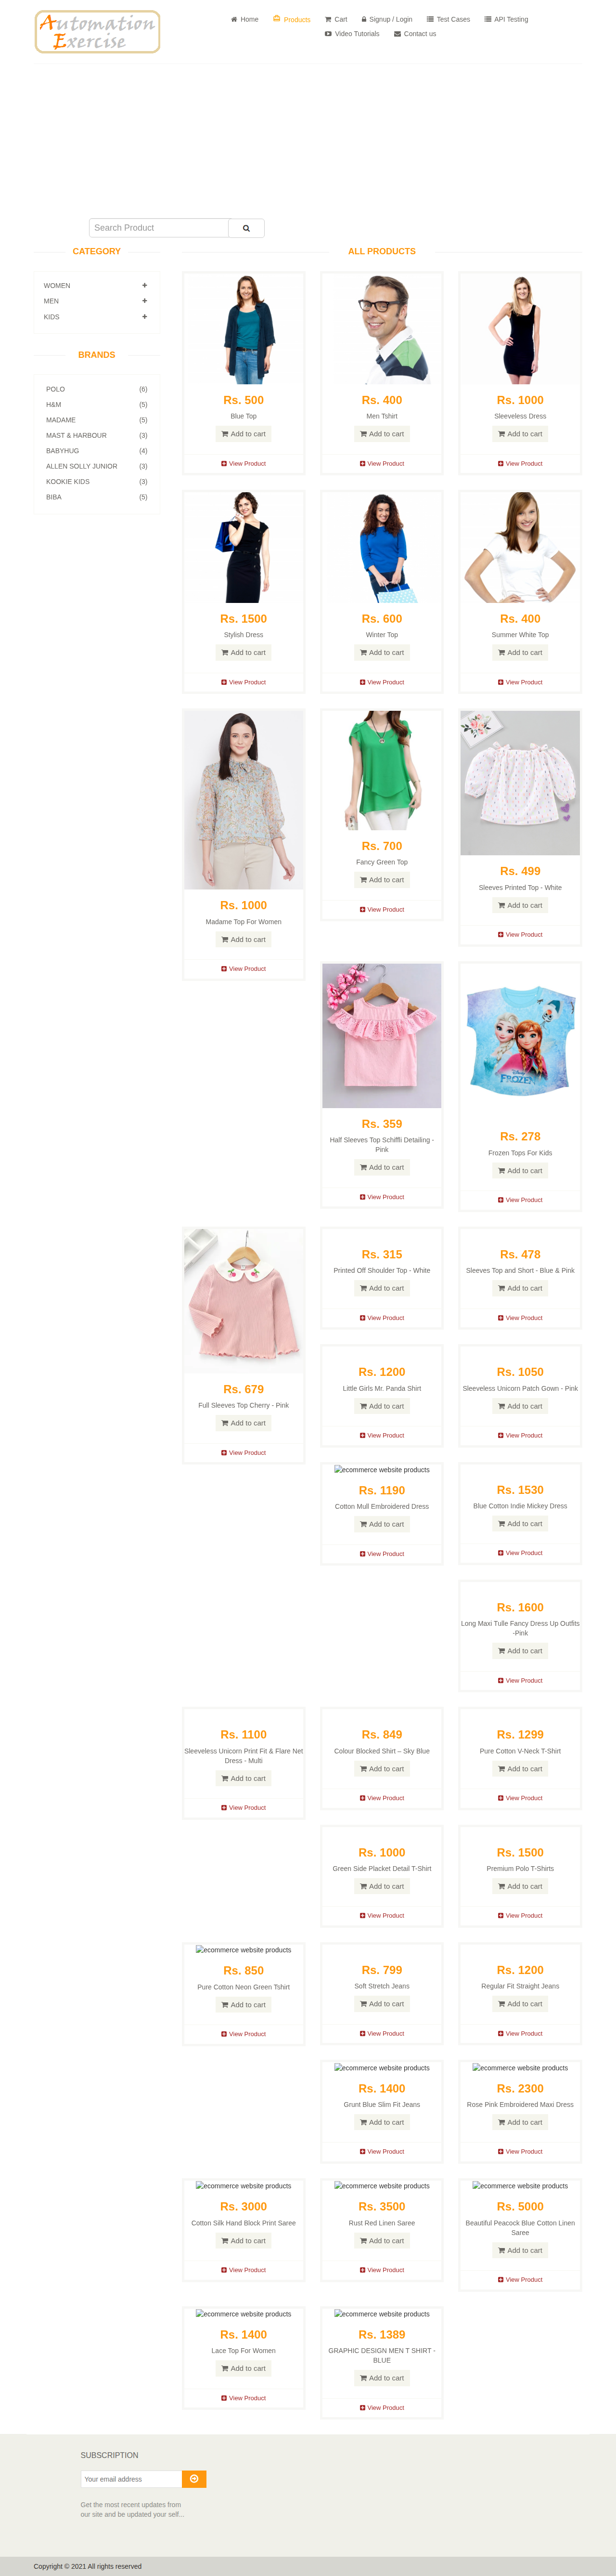 Automation
Exercise
Home
Products
Cart
Signup / Login
Test Cases
API Testing
Video Tutorials
Contact us
Search Product
CATEGORY
WOMEN
MEN
KIDS
BRANDS
POLO (6)
H&M (5)
MADAME (5)
MAST & HARBOUR (3)
BABYHUG (4)
ALLEN SOLLY JUNIOR (3)
KOOKIE KIDS (3)
BIBA (5)
ALL PRODUCTS
Rs. 500
Blue Top
Add to cart
View Product
Rs. 400
Men Tshirt
Add to cart
View Product
Rs. 1000
Sleeveless Dress
Add to cart
View Product
Rs. 1500
Stylish Dress
Add to cart
View Product
Rs. 600
Winter Top
Add to cart
View Product
Rs. 400
Summer White Top
Add to cart
View Product
Rs. 1000
Madame Top For Women
Add to cart
View Product
Rs. 700
Fancy Green Top
Add to cart
View Product
Rs. 499
Sleeves Printed Top - White
Add to cart
View Product
Rs. 359
Half Sleeves Top Schiffli Detailing -
Pink
Add to cart
View Product
DISNEY
FROZEN
Rs. 278
Frozen Tops For Kids
Add to cart
View Product
Rs. 679
Full Sleeves Top Cherry - Pink
Add to cart
View Product
Rs. 315
Printed Off Shoulder Top - White
Add to cart
View Product
Rs. 478
Sleeves Top and Short - Blue & Pink
Add to cart
View Product
Rs. 1200
Little Girls Mr. Panda Shirt
Add to cart
View Product
Rs. 1050
Sleeveless Unicorn Patch Gown - Pink
Add to cart
View Product
ecommerce website products
Rs. 1190
Cotton Mull Embroidered Dress
Add to cart
View Product
Rs. 1530
Blue Cotton Indie Mickey Dress
Add to cart
View Product
Rs. 1600
Long Maxi Tulle Fancy Dress Up Outfits
-Pink
Add to cart
View Product
Rs. 1100
Sleeveless Unicorn Print Fit & Flare Net
Dress - Multi
Add to cart
View Product
Rs. 849
Colour Blocked Shirt – Sky Blue
Add to cart
View Product
Rs. 1299
Pure Cotton V-Neck T-Shirt
Add to cart
View Product
Rs. 1000
Green Side Placket Detail T-Shirt
Add to cart
View Product
Rs. 1500
Premium Polo T-Shirts
Add to cart
View Product
ecommerce website products
Rs. 850
Pure Cotton Neon Green Tshirt
Add to cart
View Product
Rs. 799
Soft Stretch Jeans
Add to cart
View Product
Rs. 1200
Regular Fit Straight Jeans
Add to cart
View Product
ecommerce website products
Rs. 1400
Grunt Blue Slim Fit Jeans
Add to cart
View Product
ecommerce website products
Rs. 2300
Rose Pink Embroidered Maxi Dress
Add to cart
View Product
ecommerce website products
Rs. 3000
Cotton Silk Hand Block Print Saree
Add to cart
View Product
ecommerce website products
Rs. 3500
Rust Red Linen Saree
Add to cart
View Product
ecommerce website products
Rs. 5000
Beautiful Peacock Blue Cotton Linen
Saree
Add to cart
View Product
ecommerce website products
Rs. 1400
Lace Top For Women
Add to cart
View Product
ecommerce website products
Rs. 1389
GRAPHIC DESIGN MEN T SHIRT -
BLUE
Add to cart
View Product
SUBSCRIPTION
Your email address
Get the most recent updates from
our site and be updated your self...
Copyright © 2021 All rights reserved